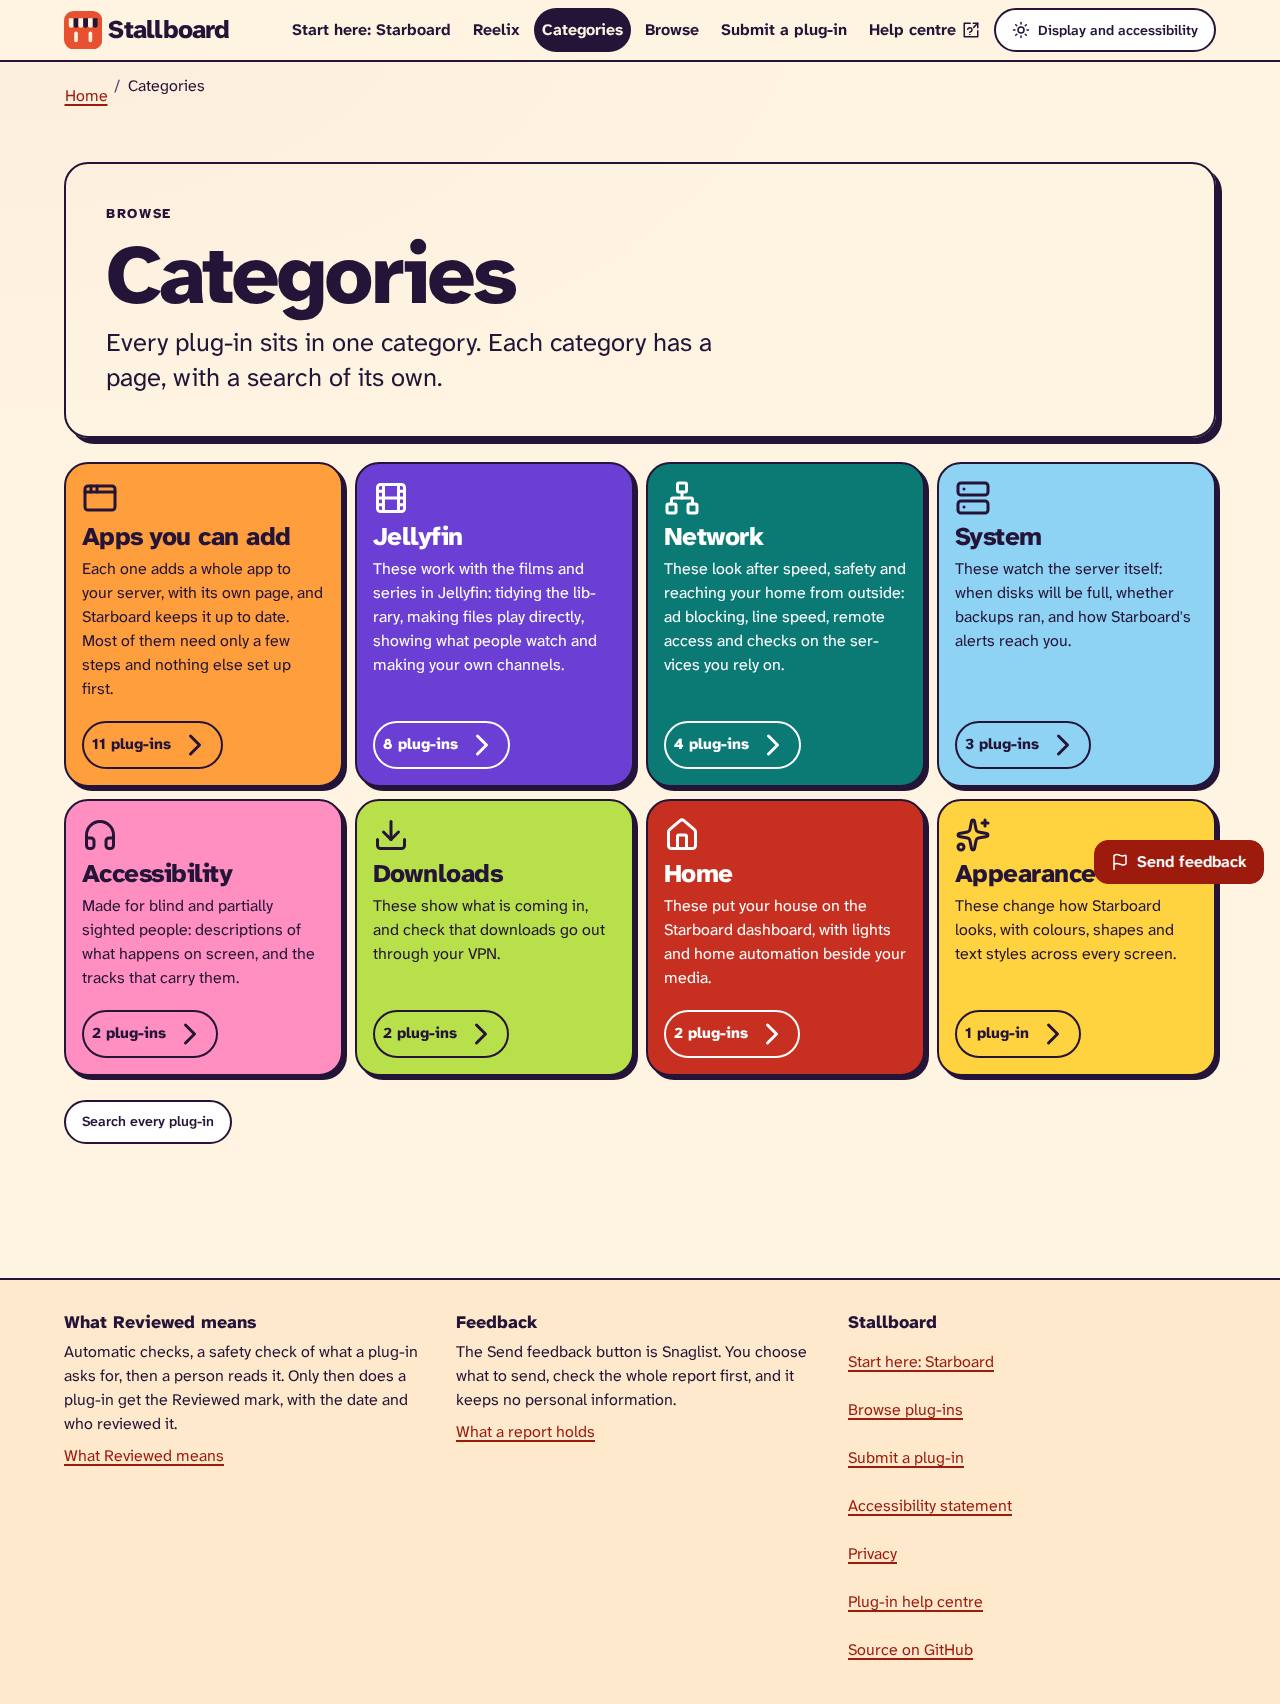 Stallboard
Start here: Starboard
Reelix
Categories
Browse
Submit a plug-in
Help centre
Display and accessibility
Home / Categories
BROWSE
Categories
Every plug-in sits in one category. Each category has a
page, with a search of its own.
Apps you can add
Each one adds a whole app to
your server, with its own page, and
Starboard keeps it up to date.
Most of them need only a few
steps and nothing else set up
first.
11 plug-ins
Jellyfin
These work with the films and
series in Jellyfin: tidying the lib-
rary, making files play directly,
showing what people watch and
making your own channels.
8 plug-ins
Network
These look after speed, safety and
reaching your home from outside:
ad blocking, line speed, remote
access and checks on the ser-
vices you rely on.
4 plug-ins
System
These watch the server itself:
when disks will be full, whether
backups ran, and how Starboard's
alerts reach you.
3 plug-ins
Accessibility
Made for blind and partially
sighted people: descriptions of
what happens on screen, and the
tracks that carry them.
2 plug-ins
Downloads
These show what is coming in,
and check that downloads go out
through your VPN.
2 plug-ins
Home
These put your house on the
Starboard dashboard, with lights
and home automation beside your
media.
2 plug-ins
Appearance
These change how Starboard
looks, with colours, shapes and
text styles across every screen.
1 plug-in
Send feedback
Search every plug-in
What Reviewed means
Automatic checks, a safety check of what a plug-in
asks for, then a person reads it. Only then does a
plug-in get the Reviewed mark, with the date and
who reviewed it.
What Reviewed means
Feedback
The Send feedback button is Snaglist. You choose
what to send, check the whole report first, and it
keeps no personal information.
What a report holds
Stallboard
Start here: Starboard
Browse plug-ins
Submit a plug-in
Accessibility statement
Privacy
Plug-in help centre
Source on GitHub